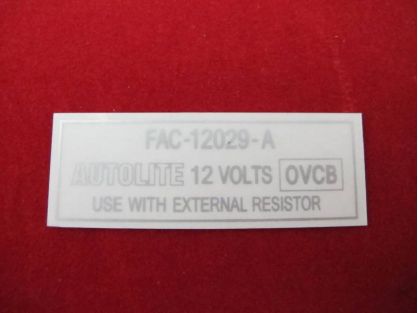 FAC-12029-A
AUTOLITE 12 VOLTS OVCB
USE WITH EXTERNAL RESISTOR